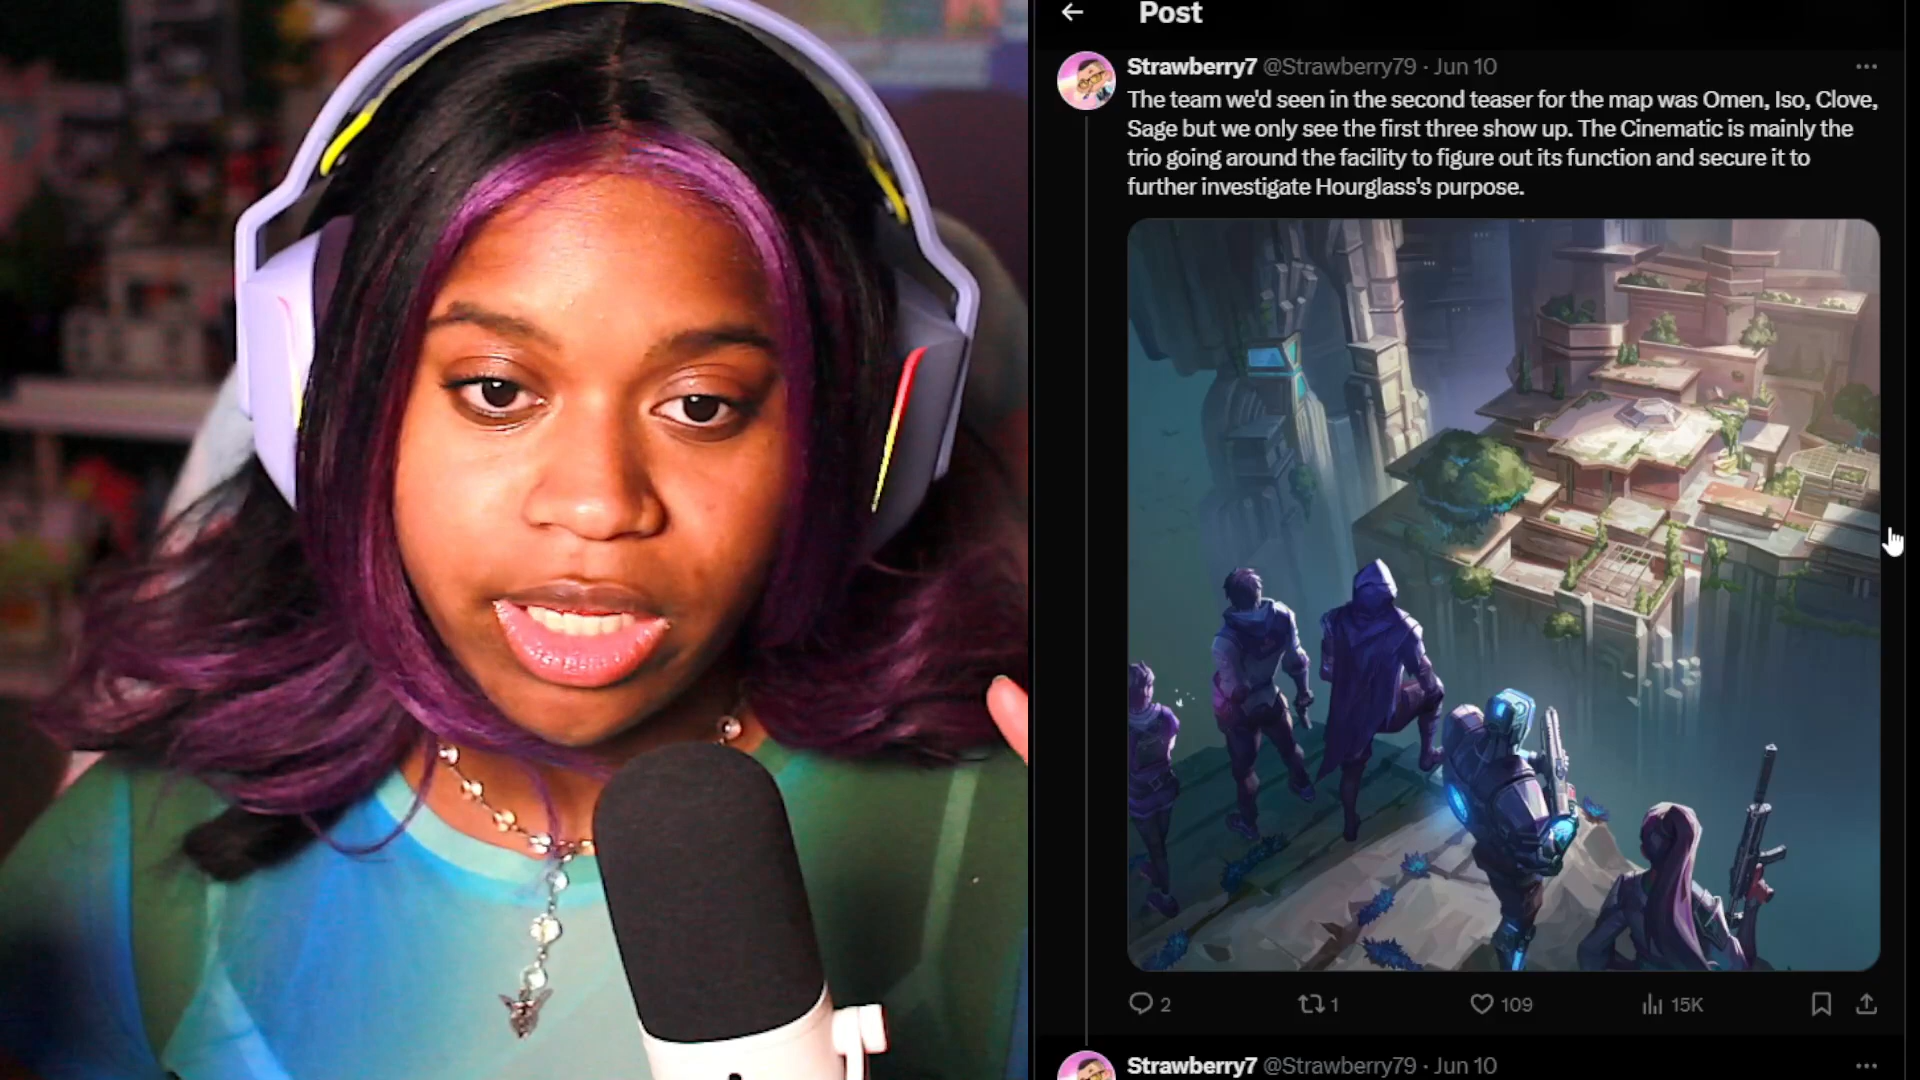 Post
Strawberry7 @Strawberry79 · Jun 10
The team we'd seen in the second teaser for the map was Omen, Iso, Clove,
Sage but we only see the first three show up. The Cinematic is mainly the
trio going around the facility to figure out its function and secure it to
further investigate Hourglass's purpose.
2 1 109 15K
Strawberry7 @Strawberry79 · Jun 10